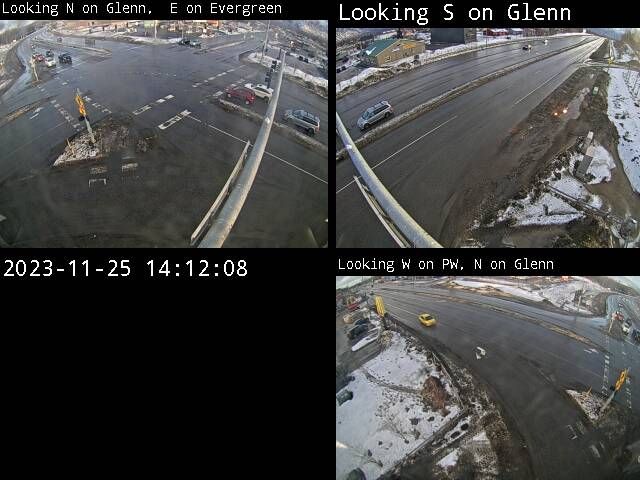 Looking N on Glenn, E on Evergreen
Looking S on Glenn
2023-11-25 14:12:08
Looking W on PW, N on Glenn